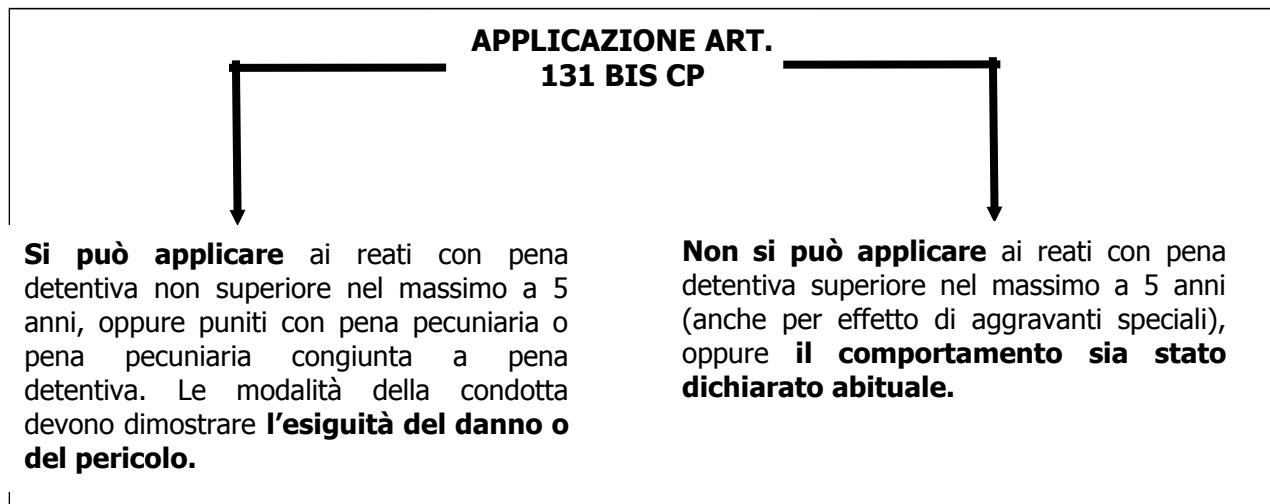 APPLICAZIONE ART.
131 BIS CP
Si può applicare ai reati con pena
detentiva non superiore nel massimo a 5
anni, oppure puniti con pena pecuniaria o
pena pecuniaria congiunta a pena
detentiva. Le modalità della condotta
devono dimostrare l’esiguità del danno o
del pericolo.
Non si può applicare ai reati con pena
detentiva superiore nel massimo a 5 anni
(anche per effetto di aggravanti speciali),
oppure il comportamento sia stato
dichiarato abituale.